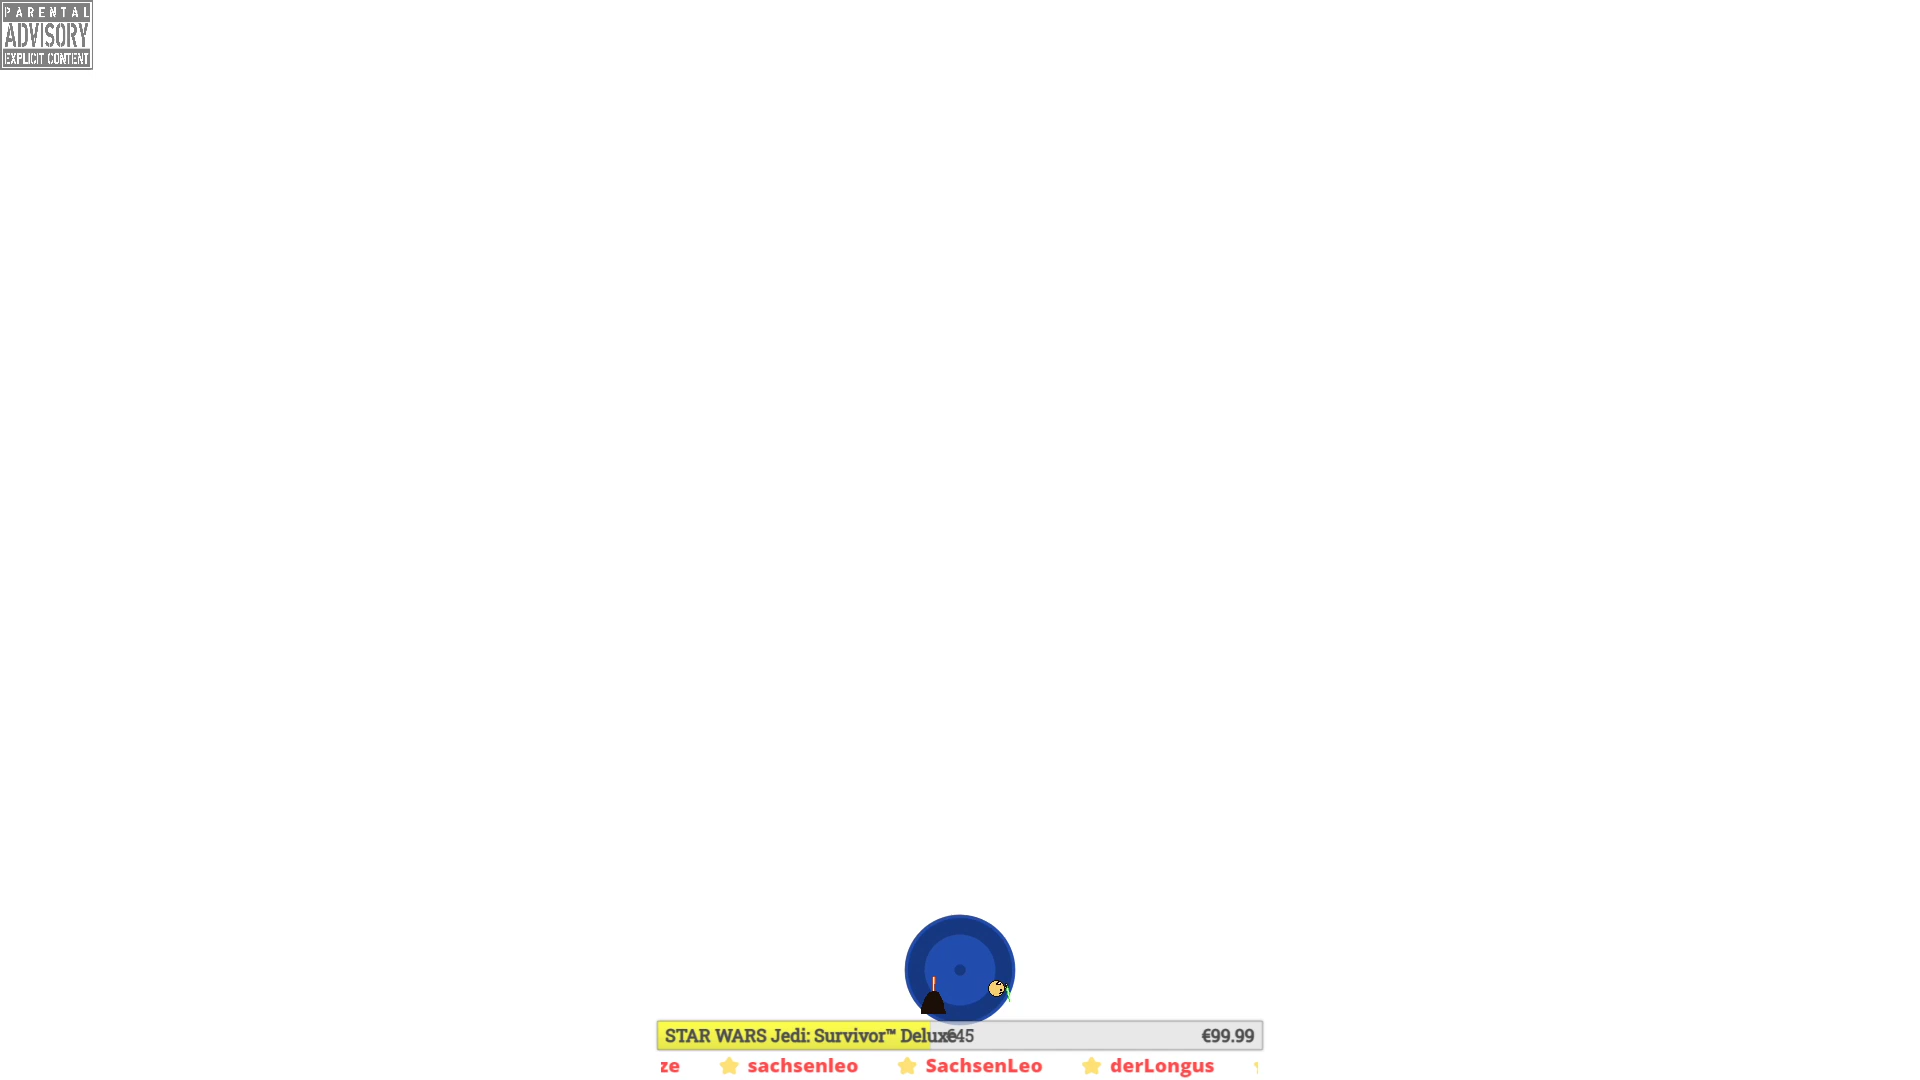 PARENTAL
ADVISORY
EXPLICIT CONTENT
STAR WARS Jedi: Survivor™ Deluxe €45 €99.99
ze sachsenleo SachsenLeo derLongus